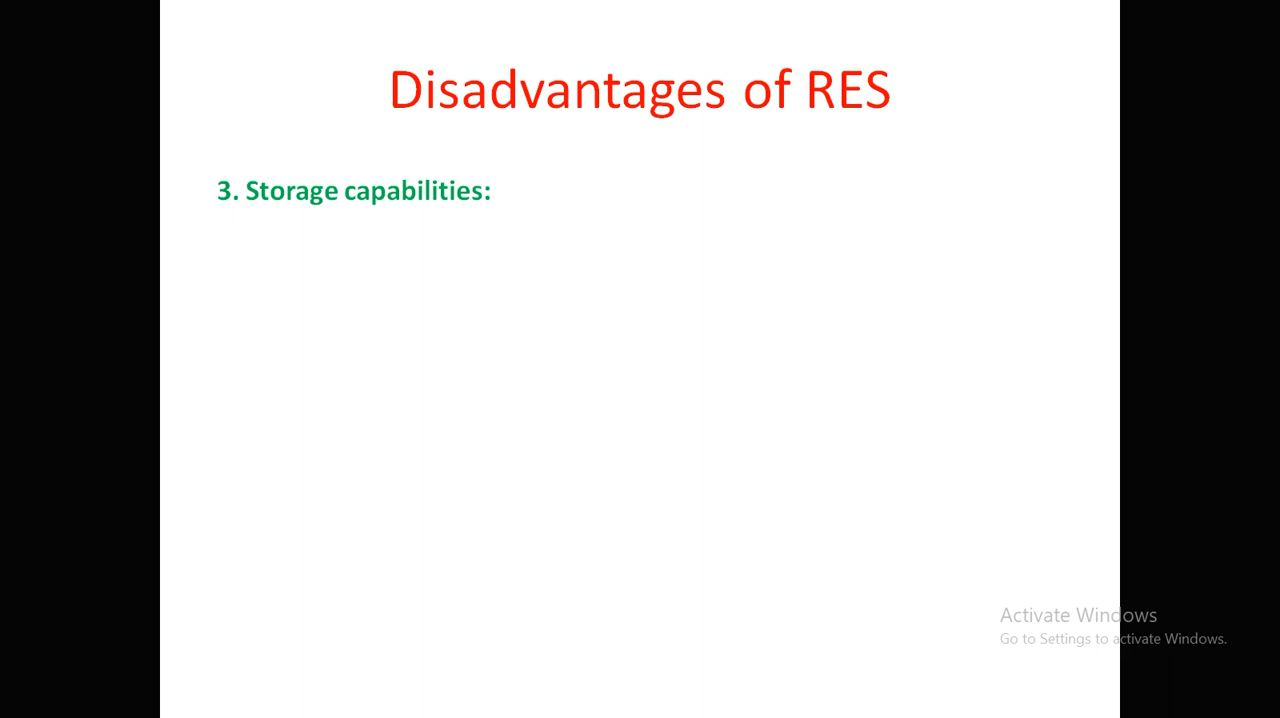 Disadvantages of RES
3. Storage capabilities:
Activate Windows
Go to Settings to activate Windows.